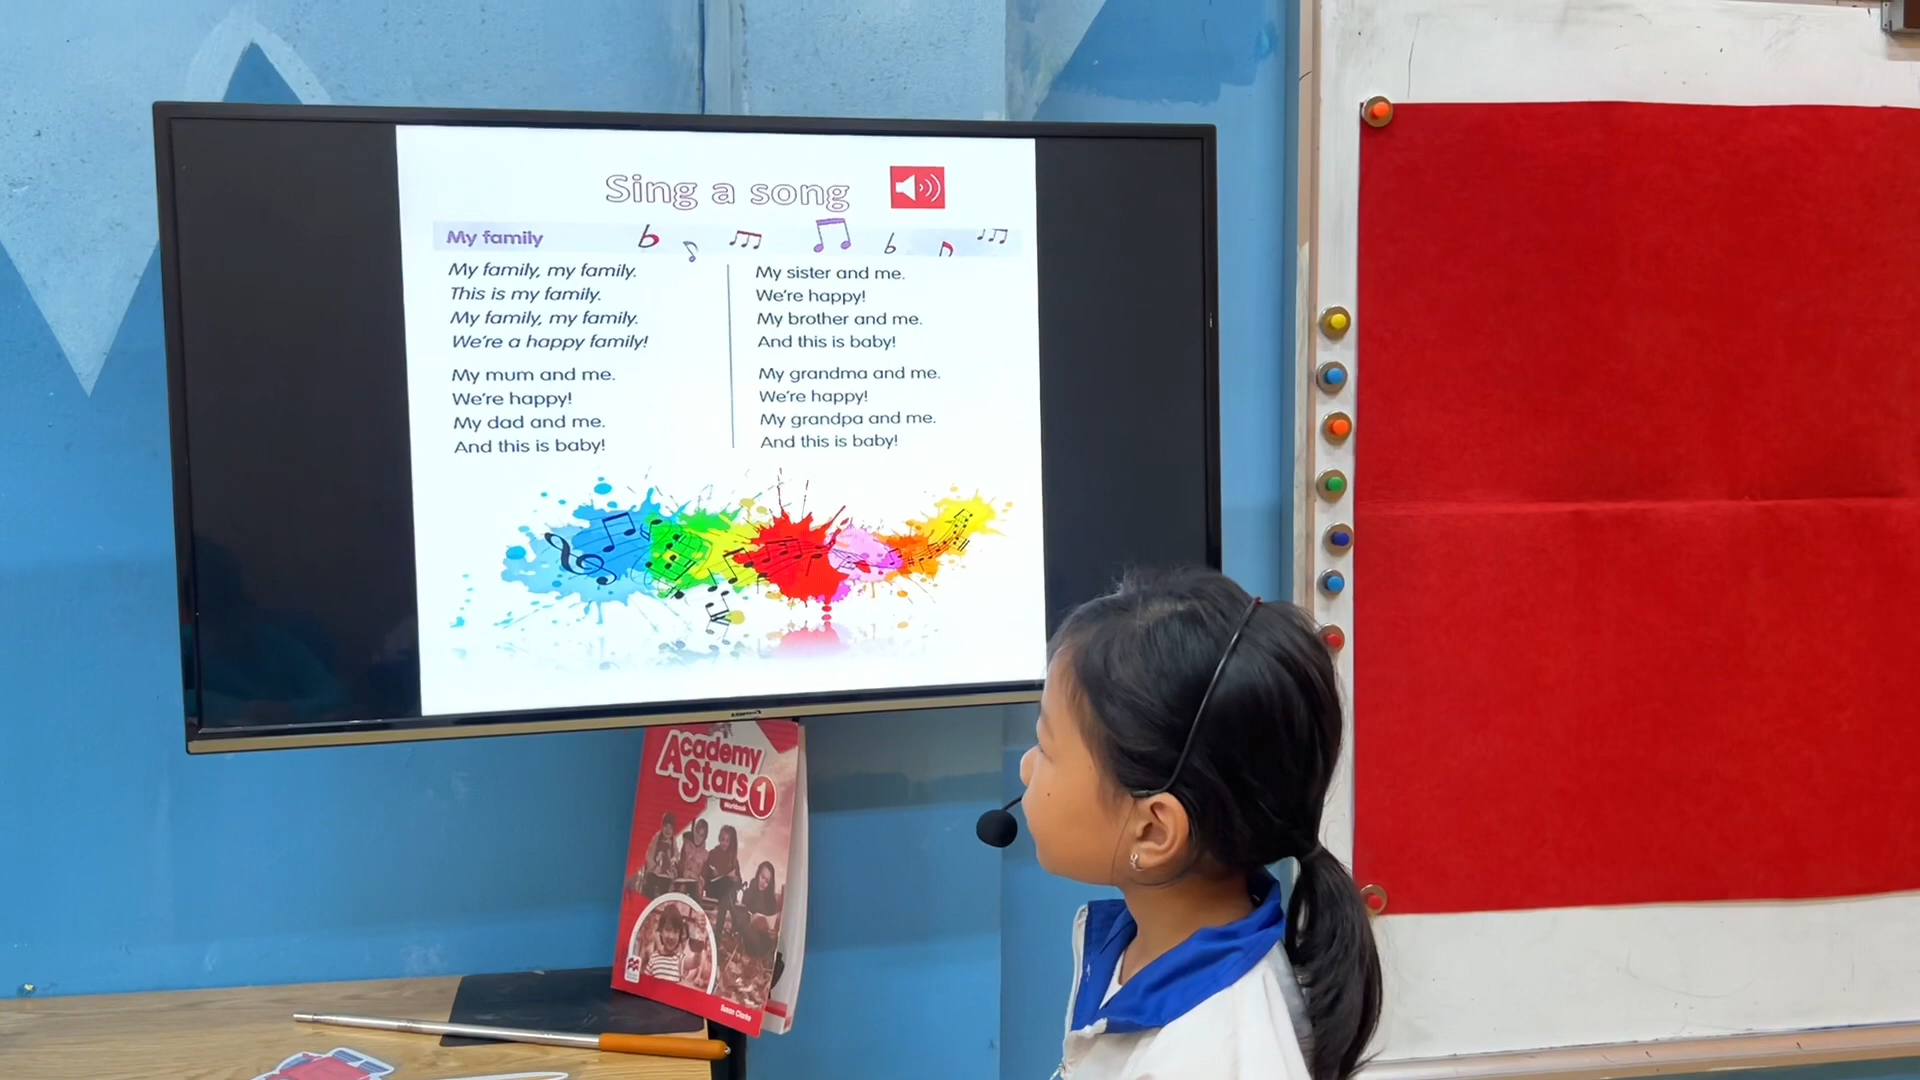 Sing a song
My family
My family, my family.
This is my family.
My family, my family.
We're a happy family!
My mum and me.
We're happy!
My dad and me.
And this is baby!
My sister and me.
We're happy!
My brother and me.
And this is baby!
My grandma and me.
We're happy!
My grandpa and me.
And this is baby!
Academy
Stars 1
Workbook
Susan Clarke